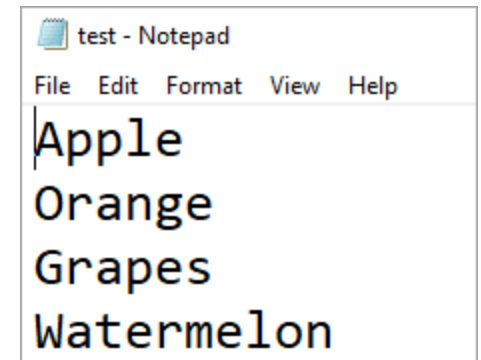 test - Notepad
File Edit Format View Help
Apple
Orange
Grapes
Watermelon